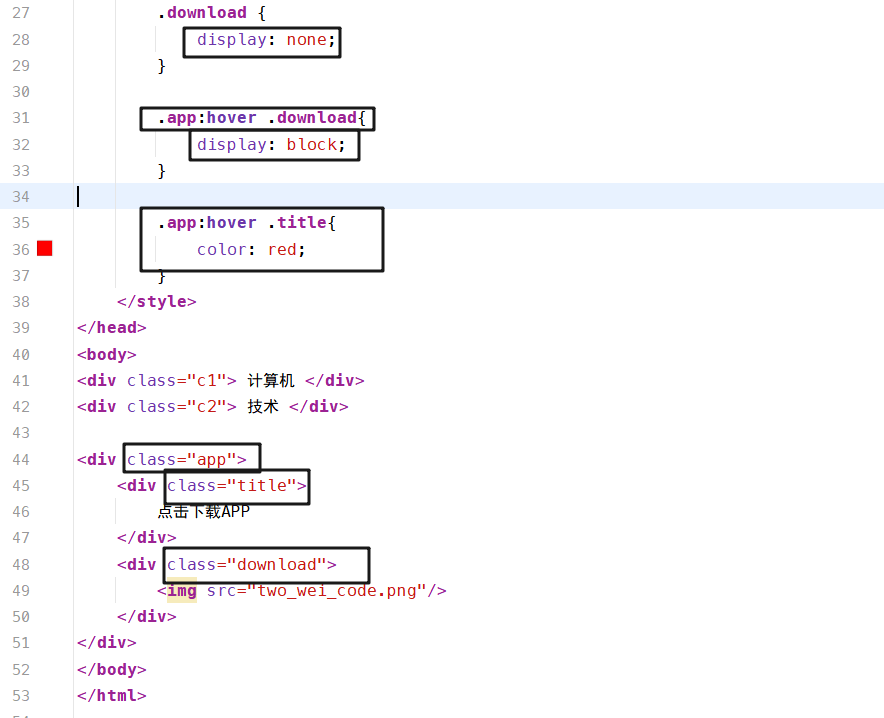 27 .download {
28 display: none;
29 }
30
31 .app:hover .download{
32 display: block;
33 }
34
35 .app:hover .title{
36 color: red;
37 }
38 </style>
39 </head>
40 <body>
41 <div class="c1"> 计算机 </div>
42 <div class="c2"> 技术 </div>
43
44 <div class="app">
45 <div class="title">
46 点击下载APP
47 </div>
48 <div class="download">
49 <img src="two_wei_code.png"/>
50 </div>
51 </div>
52 </body>
53 </html>